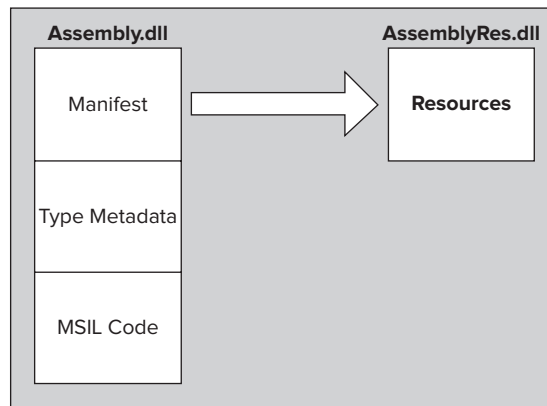 Assembly.dll
AssemblyRes.dll
Manifest
Resources
Type Metadata
MSIL Code